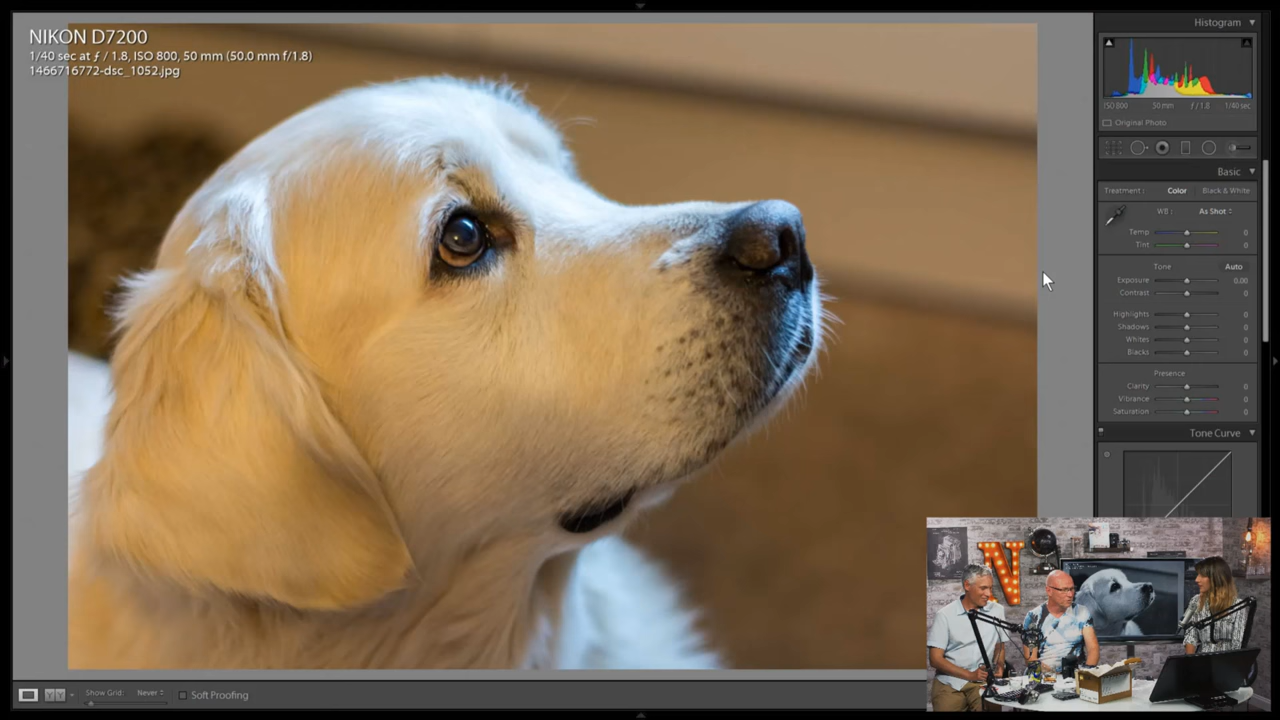 NIKON D7200
1/40 sec at ƒ / 1.8, ISO 800, 50 mm (50.0 mm f/1.8)
1466716772-dsc_1052.jpg
Histogram
ISO 800 50 mm ƒ / 1.8 1/40 sec
Original Photo
Basic
Treatment: Color Black & White
WB: As Shot
Temp 0
Tint 0
Tone Auto
Exposure 0.00
Contrast 0
Highlights 0
Shadows 0
Whites 0
Blacks 0
Presence
Clarity 0
Vibrance 0
Saturation 0
Tone Curve
N
YY Show Grid: Never Soft Proofing